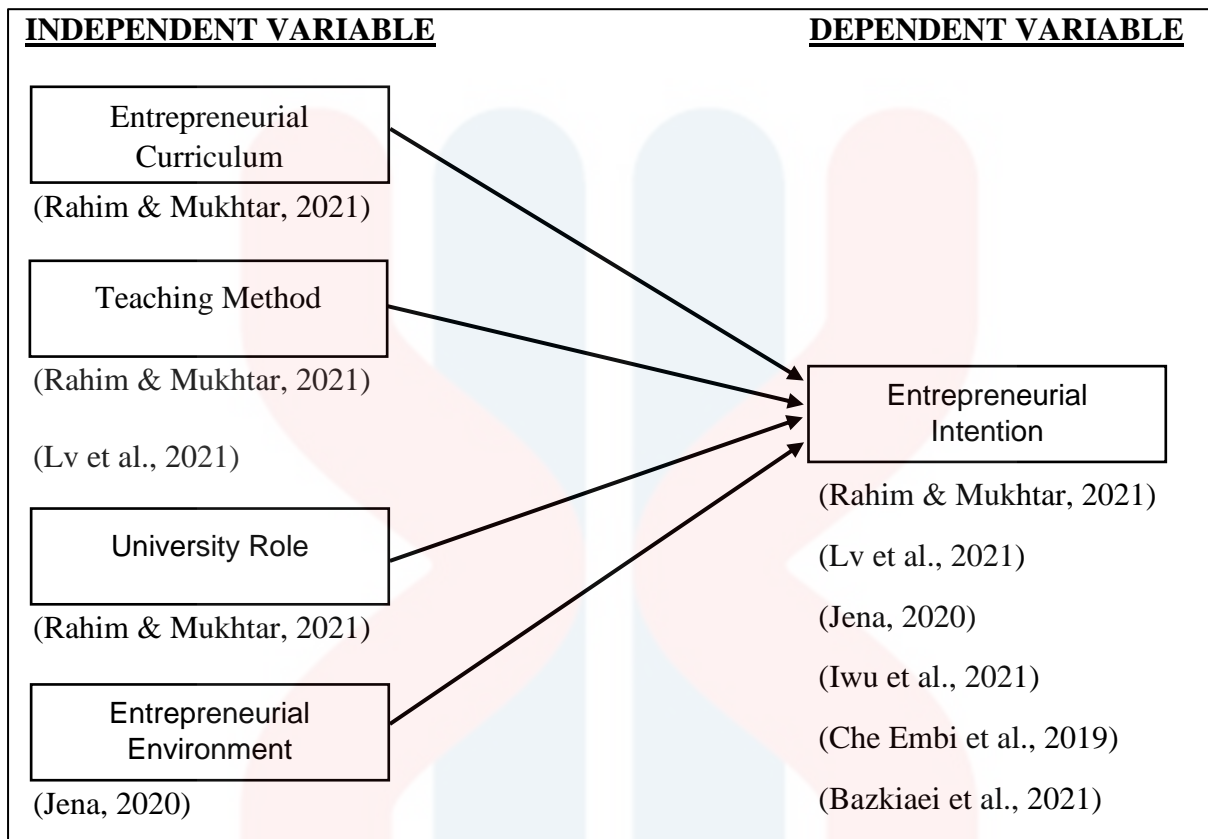 INDEPENDENT VARIABLE
Entrepreneurial
Curriculum
(Rahim & Mukhtar, 2021)
Teaching Method
(Rahim & Mukhtar, 2021)
(Lv et al., 2021)
University Role
(Rahim & Mukhtar, 2021)
Entrepreneurial
Environment
(Jena, 2020)
DEPENDENT VARIABLE
Entrepreneurial
Intention
(Rahim & Mukhtar, 2021)
(Lv et al., 2021)
(Jena, 2020)
(Iwu et al., 2021)
(Che Embi et al., 2019)
(Bazkiaei et al., 2021)